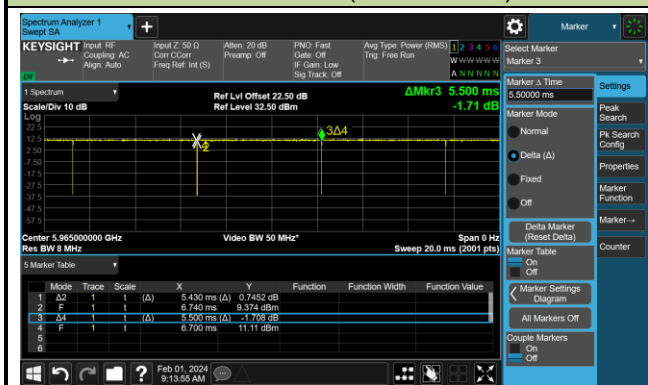 Spectrum Analyzer 1
Swept SA
+
Marker
KEYSIGHT Input: RF Input Z: 50 Ω Atten: 20 dB PNO: Fast Avg Type: Power (RMS) 1 2 3 4 5 6
Coupling: AC Corr CCorr Preamp: Off Gate: Off Trig: Free Run W W W W W W
Align: Auto Freq Ref: Int (S) IF Gain: Low A N N N N N
Sig Track: Off
LM
Select Marker
Marker 3
1 Spectrum
Scale/Div 10 dB
Ref Lvl Offset 22.50 dB
Ref Level 32.50 dBm
ΔMkr3 5.500 ms
-1.71 dB
Log
22.5
12.5
2.50
-7.50
-17.5
-27.5
-37.5
-47.5
-57.5
3Δ4
Center 5.965000000 GHz Video BW 50 MHz* Span 0 Hz
Res BW 8 MHz Sweep 20.0 ms (2001 pts)
5 Marker Table
Mode Trace Scale X Y Function Function Width Function Value
1 Δ2 1 t (Δ) 5.430 ms (Δ) 0.7452 dB
2 F 1 t 6.740 ms 9.374 dBm
3 Δ4 1 t (Δ) 5.500 ms (Δ) -1.708 dB
4 F 1 t 6.700 ms 11.11 dBm
5
6
Marker Δ Time
5.50000 ms
Marker Mode
Normal
Delta (Δ)
Fixed
Off
Delta Marker
(Reset Delta)
Marker Table
On
Off
Marker Settings
Diagram
All Markers Off
Couple Markers
On
Off
Settings
Peak
Search
Pk Search
Config
Properties
Marker
Function
Marker→
Counter
?
Feb 01, 2024
9:13:55 AM